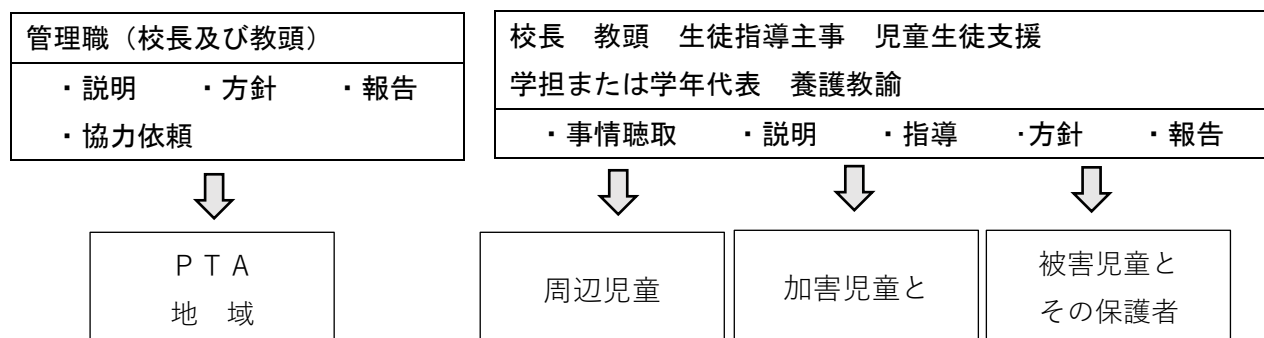 管理職（校長及び教頭）
・説明　・方針　・報告
・協力依頼
校長　教頭　生徒指導主事　児童生徒支援
学担または学年代表　養護教諭
・事情聴取　・説明　・指導　・方針　・報告
ＰＴＡ
地　域
周辺児童
加害児童と
被害児童と
その保護者